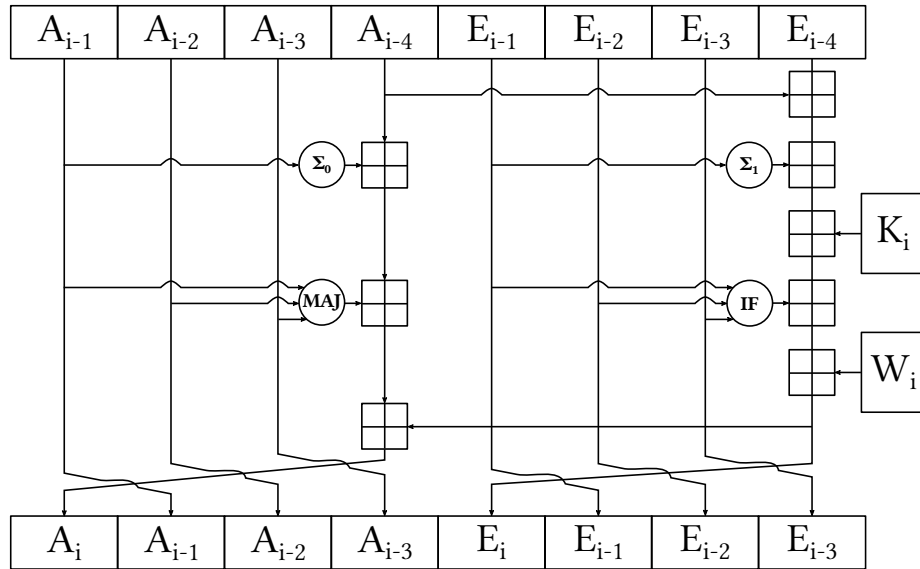 A_{i-1} A_{i-2} A_{i-3} A_{i-4} E_{i-1} E_{i-2} E_{i-3} E_{i-4}
Σ₀ Σ₁
K_i
MAJ IF
W_i
A_i A_{i-1} A_{i-2} A_{i-3} E_i E_{i-1} E_{i-2} E_{i-3}